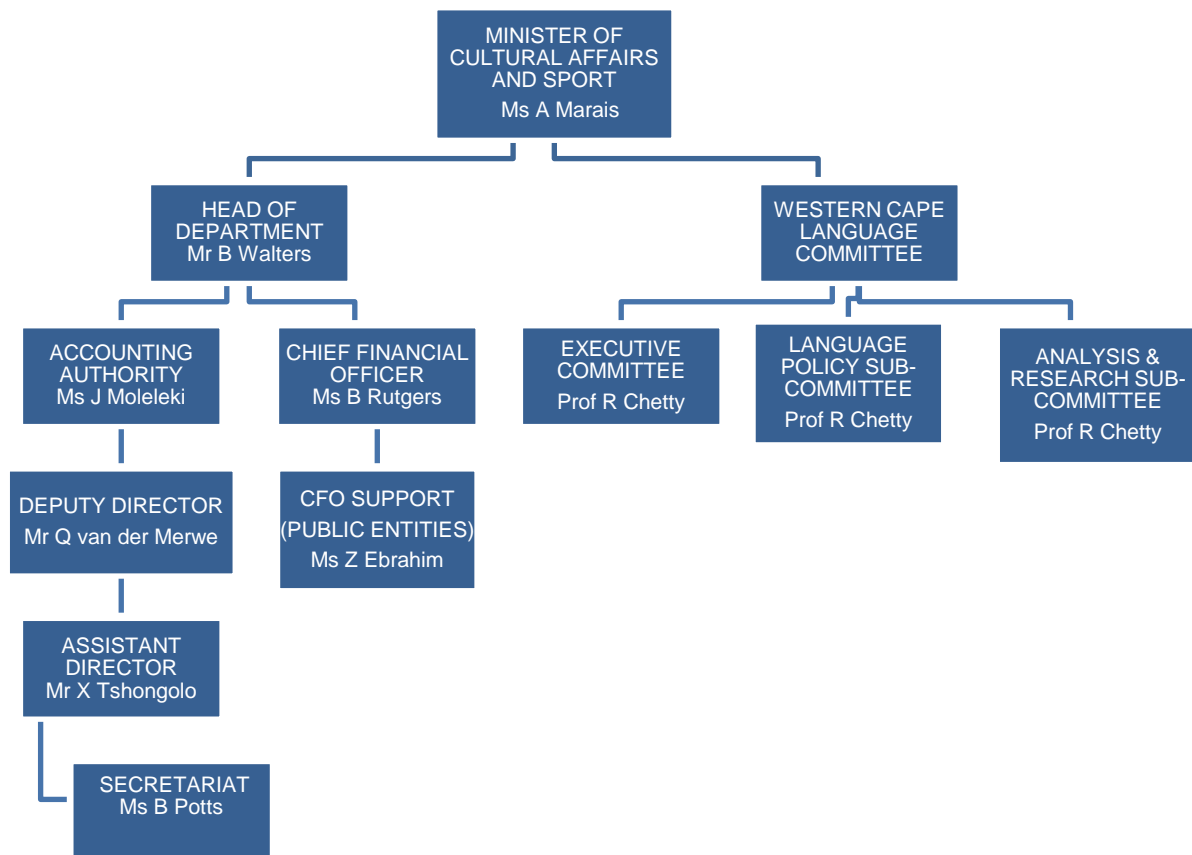 MINISTER OF
CULTURAL AFFAIRS
AND SPORT
Ms A Marais
HEAD OF
DEPARTMENT
Mr B Walters
WESTERN CAPE
LANGUAGE
COMMITTEE
ACCOUNTING
AUTHORITY
Ms J Moleleki
CHIEF FINANCIAL
OFFICER
Ms B Rutgers
EXECUTIVE
COMMITTEE
Prof R Chetty
LANGUAGE
POLICY SUB-
COMMITTEE
Prof R Chetty
ANALYSIS &
RESEARCH SUB-
COMMITTEE
Prof R Chetty
DEPUTY DIRECTOR
Mr Q van der Merwe
CFO SUPPORT
(PUBLIC ENTITIES)
Ms Z Ebrahim
ASSISTANT
DIRECTOR
Mr X Tshongolo
SECRETARIAT
Ms B Potts